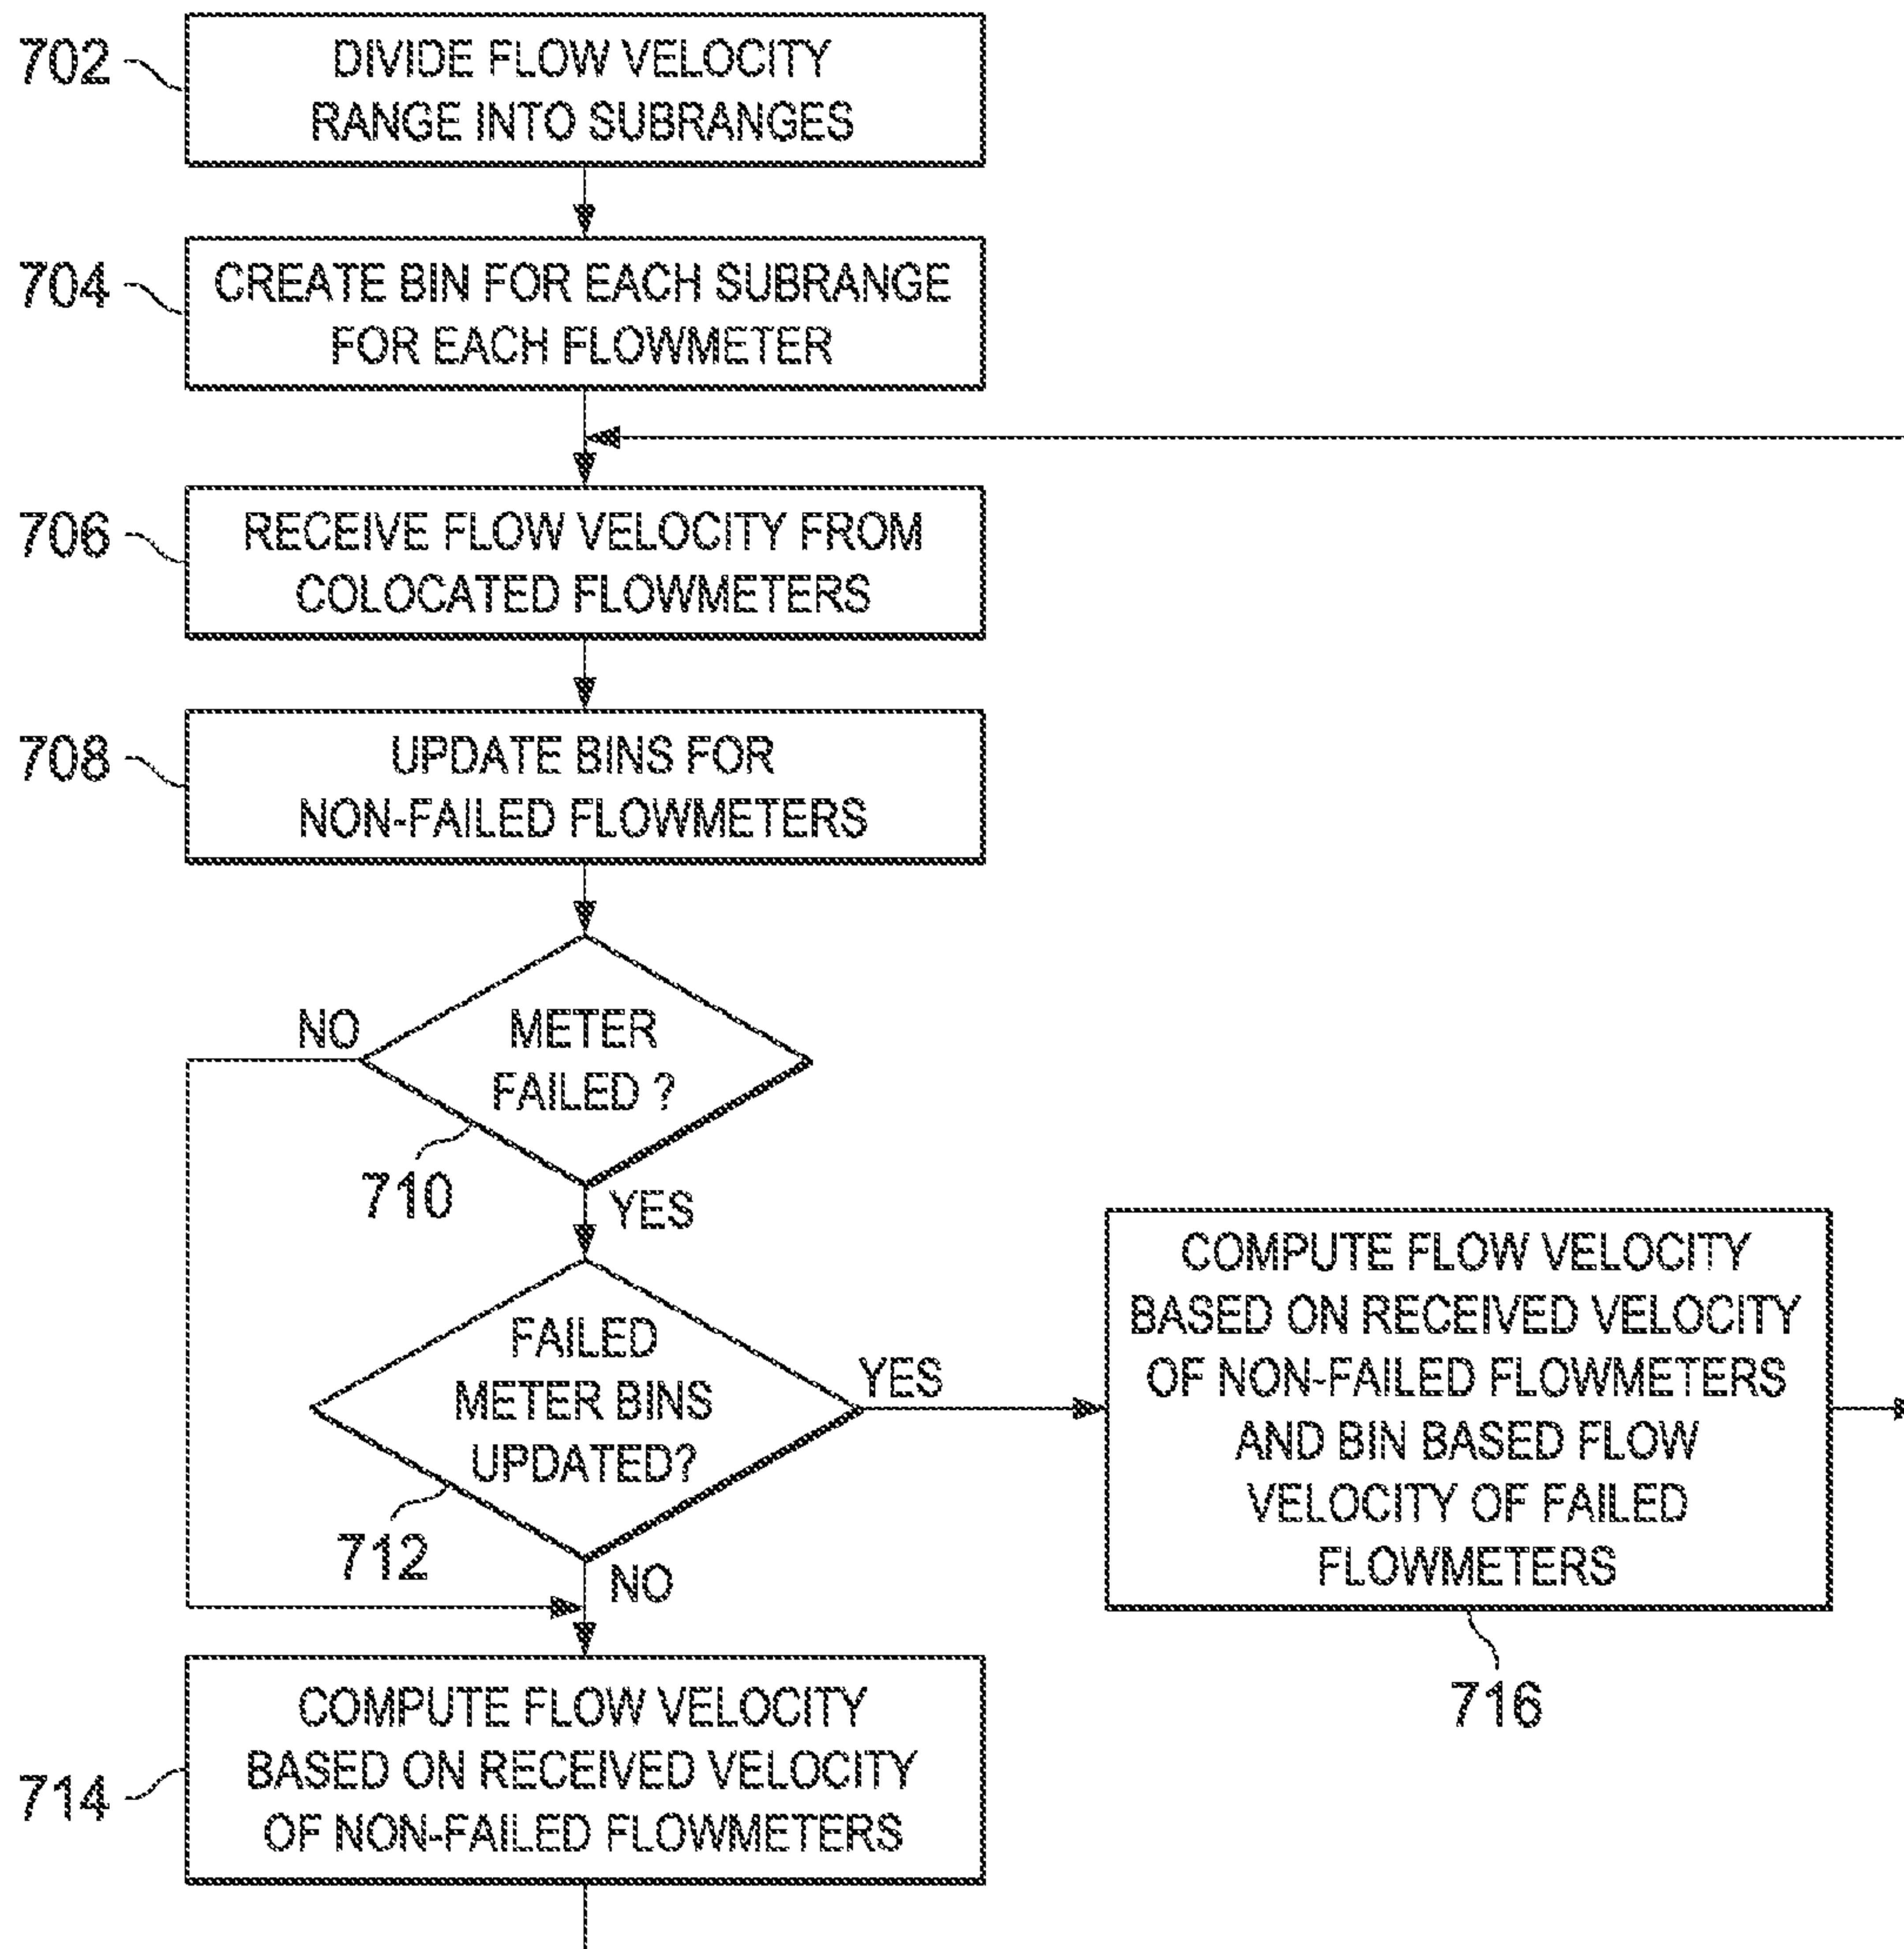 702
DIVIDE FLOW VELOCITY
RANGE INTO SUBRANGES
704
CREATE BIN FOR EACH SUBRANGE
FOR EACH FLOWMETER
706
RECEIVE FLOW VELOCITY FROM
COLOCATED FLOWMETERS
708
UPDATE BINS FOR
NON-FAILED FLOWMETERS
NO
METER
FAILED ?
710
YES
FAILED
METER BINS
UPDATED?
YES
712
NO
COMPUTE FLOW VELOCITY
BASED ON RECEIVED VELOCITY
OF NON-FAILED FLOWMETERS
AND BIN BASED FLOW
VELOCITY OF FAILED
FLOWMETERS
716
714
COMPUTE FLOW VELOCITY
BASED ON RECEIVED VELOCITY
OF NON-FAILED FLOWMETERS